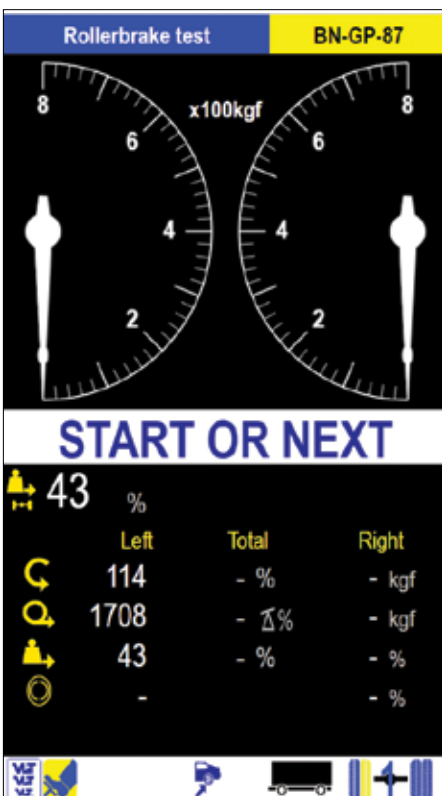 Rollerbrake test BN-GP-87
8 x100kgf 8
6 6
4 4
2 2
START OR NEXT
43 %
Left Total Right
114 - % - kgf
1708 - % - kgf
43 - % - %
- - %